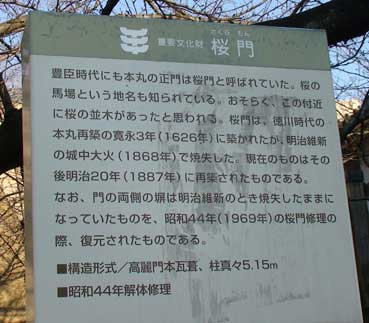 さくら もん
重要文化財 桜門
豊臣時代にも本丸の正門は桜門と呼ばれていた。桜の
馬場という地名も知られている。おそらく、この付近
に桜の並木があったと思われる。桜門は、徳川時代の
本丸再築の寛永3年(1626年)に築かれたが、明治維新
の城中大火(1868年)で焼失した。現在のものはその
後明治20年(1887年)に再築されたものである。
なお、門の両側の塀は明治維新のとき焼失したままに
なっていたものを、昭和44年(1969年)の桜門修理の
際、復元されたものである。
■構造形式/高麗門本瓦葺、柱真々5.15m
■昭和44年解体修理